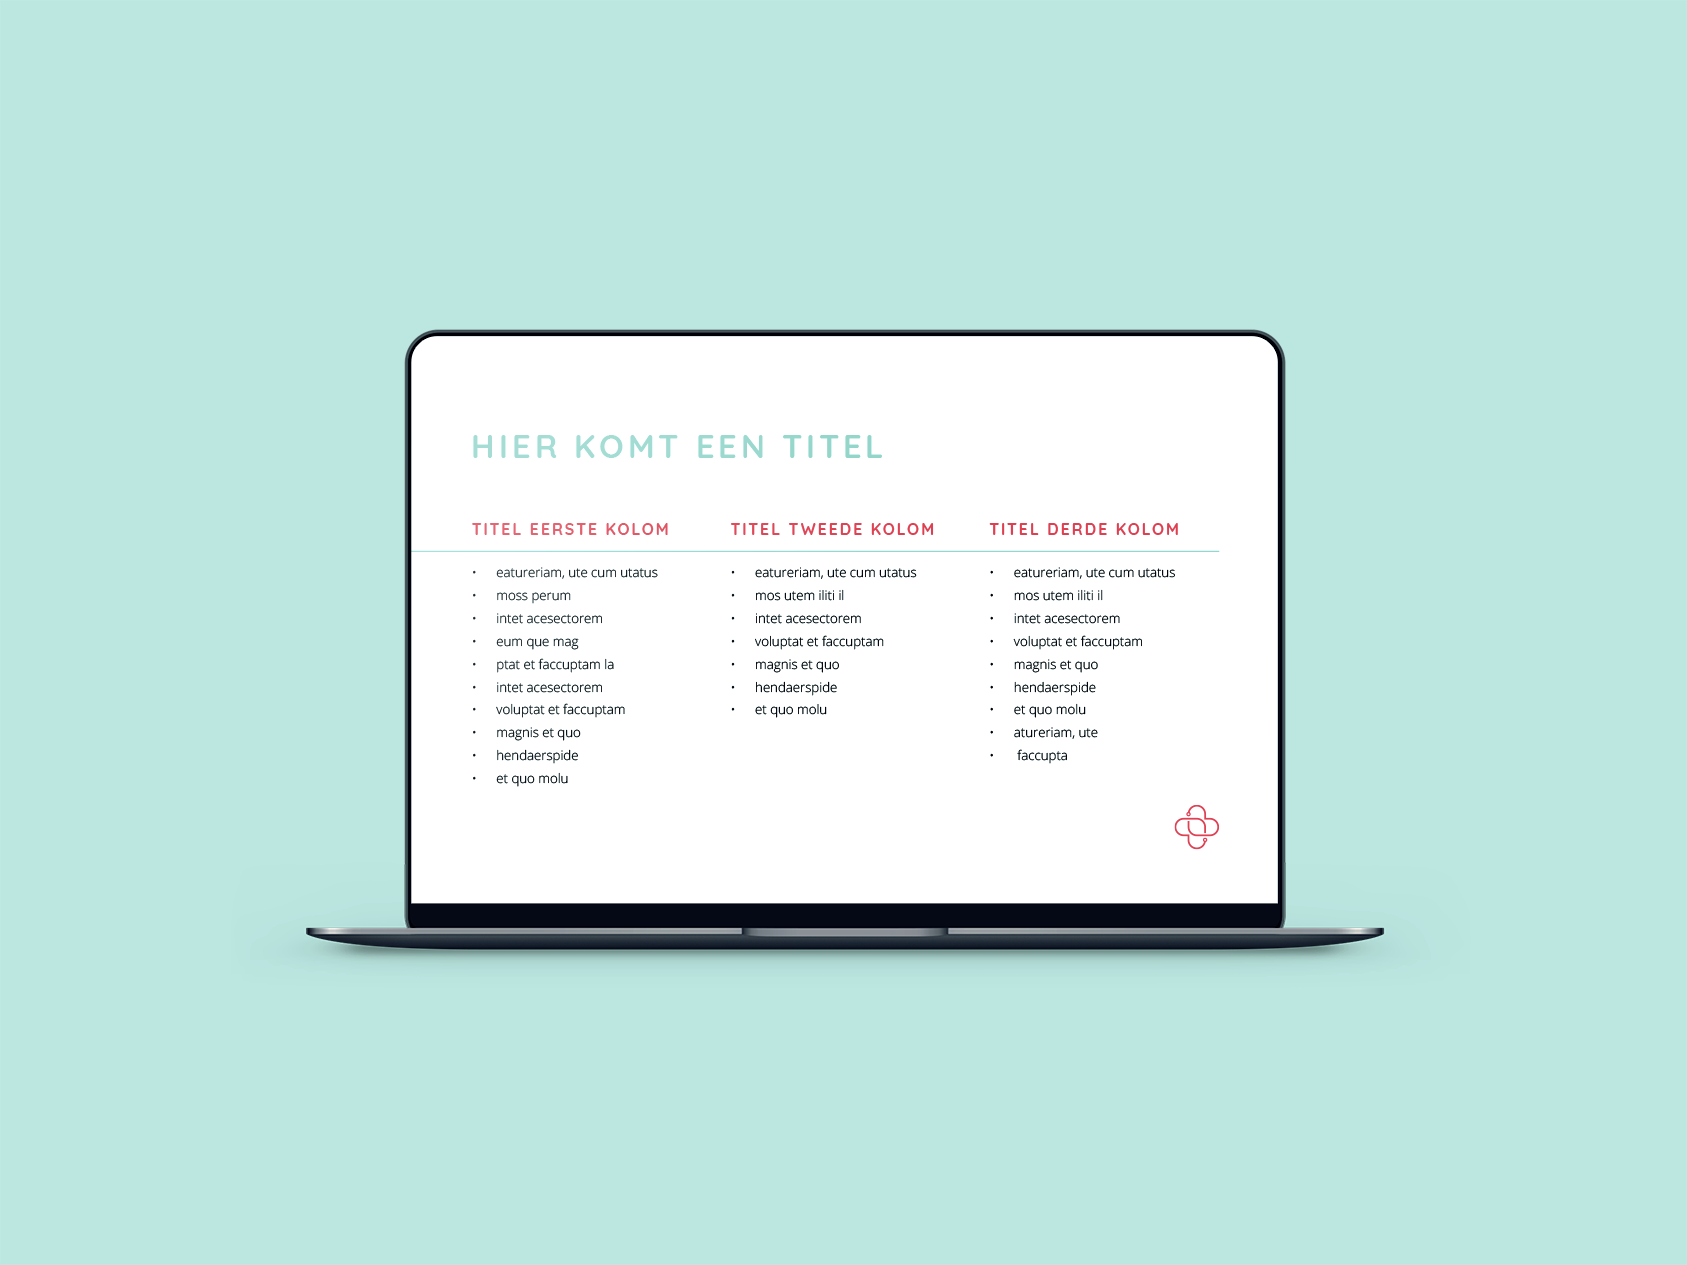 HIER KOMT EEN TITEL
TITEL EERSTE KOLOM
• eatureriam, ute cum utatus
• moss perum
• intet acesectorem
• eum que mag
• ptat et faccuptam la
• intet acesectorem
• voluptat et faccuptam
• magnis et quo
• hendaerspide
• et quo molu
TITEL TWEEDE KOLOM
• eatureriam, ute cum utatus
• mos utem iliti il
• intet acesectorem
• voluptat et faccuptam
• magnis et quo
• hendaerspide
• et quo molu
TITEL DERDE KOLOM
• eatureriam, ute cum utatus
• mos utem iliti il
• intet acesectorem
• voluptat et faccuptam
• magnis et quo
• hendaerspide
• et quo molu
• atureriam, ute
• faccupta